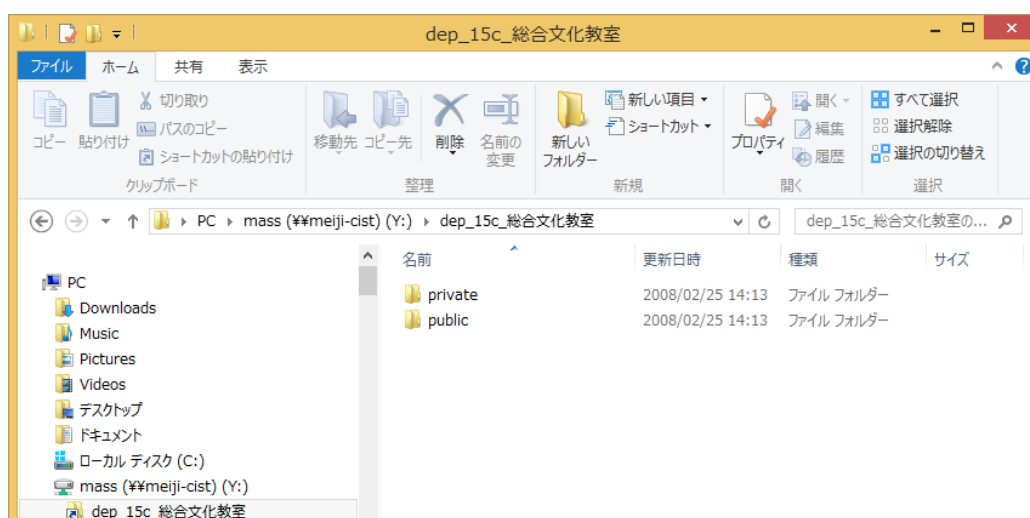 dep_15c_総合文化教室
ファイル ホーム 共有 表示
コピー 貼り付け 切り取り パスのコピー ショートカットの貼り付け
移動先 コピー先 削除 名前の変更
新しいフォルダー 新しい項目 ショートカット
プロパティ 開く 編集 履歴
すべて選択 選択解除 選択の切り替え
クリップボード 整理 新規 開く 選択
PC mass (¥¥meiji-cist) (Y:) dep_15c_総合文化教室 dep_15c_総合文化教室の...
名前 更新日時 種類 サイズ
private 2008/02/25 14:13 ファイル フォルダー
public 2008/02/25 14:13 ファイル フォルダー
PC
Downloads
Music
Pictures
Videos
デスクトップ
ドキュメント
ローカル ディスク (C:)
mass (¥¥meiji-cist) (Y:)
dep_15c_総合文化教室